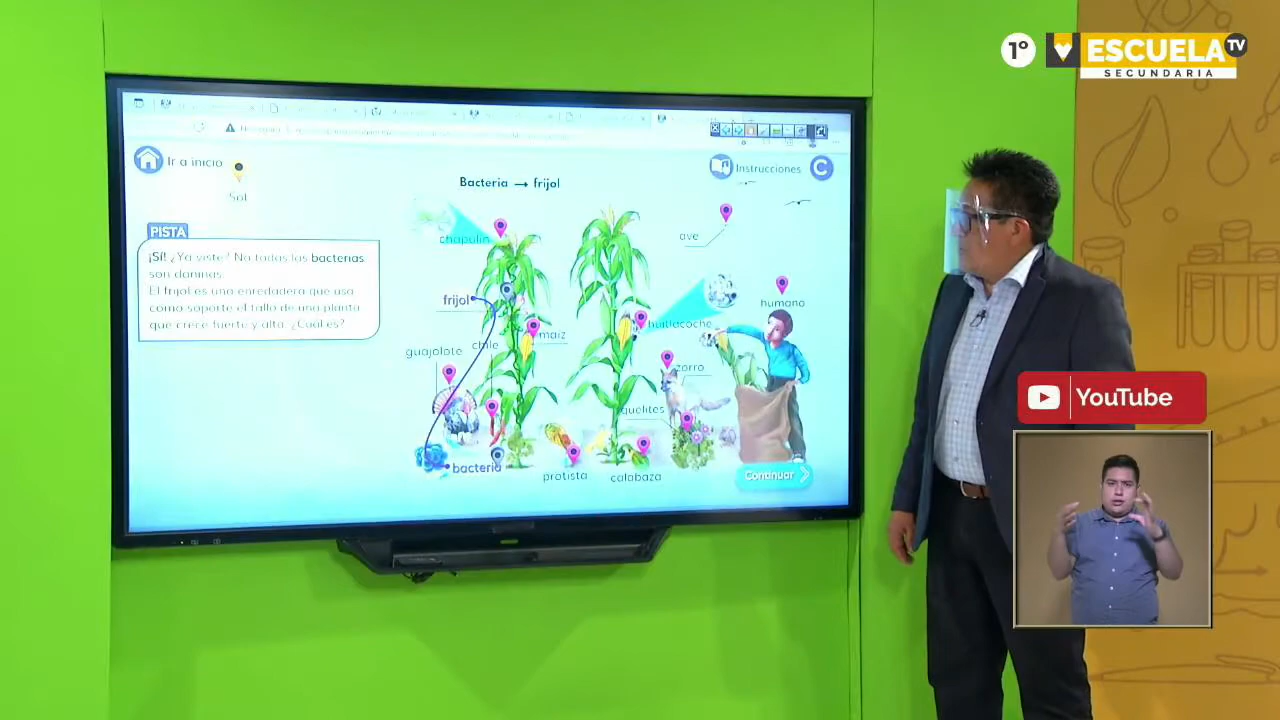 1º
ESCUELA TV
SECUNDARIA
Ir a inicio
Sol
Instrucciones
C
Bacteria → frijol
PISTA
¡Sí! ¿Ya viste? No todas las bacterias
son dañinas.
El frijol es una enredadera que usa
como soporte el tallo de una planta
que crece fuerte y alta. ¿Cuál es?
chapulín
ave
frijol
humano
huitlacoche
maíz
chile
guajolote
zorro
quelites
bacteria
protista
calabaza
Continuar
YouTube